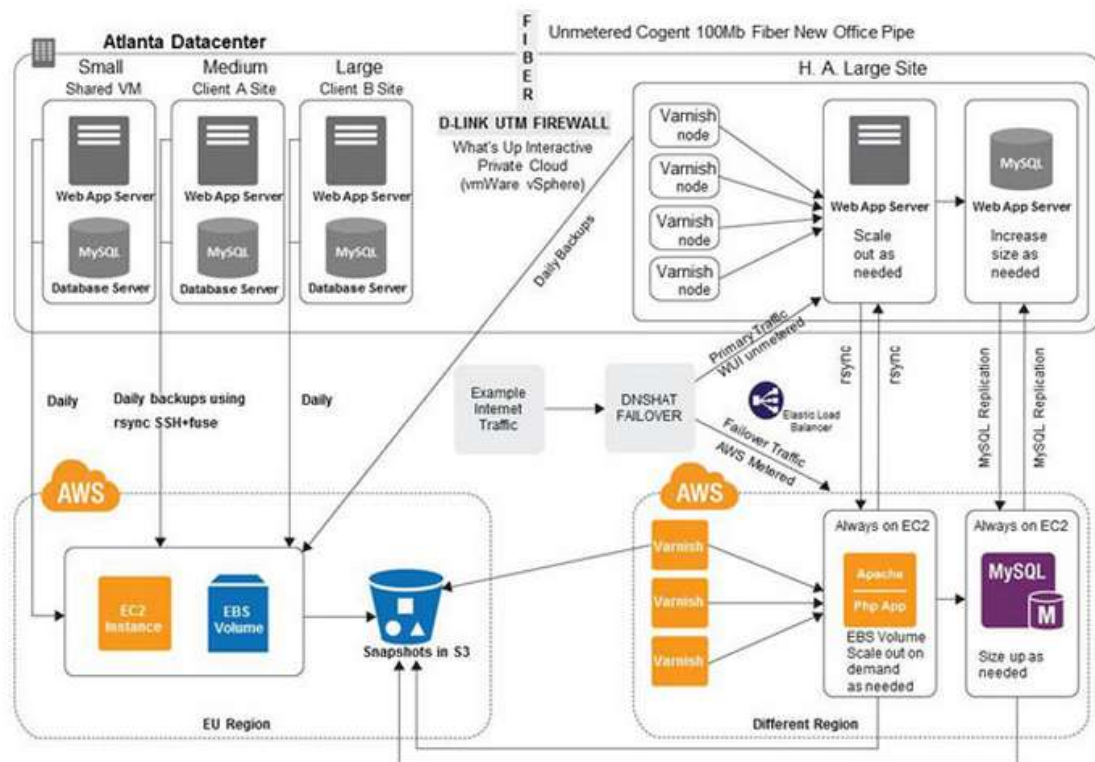 Atlanta Datacenter
FIBER
Unmetered Cogent 100Mb Fiber New Office Pipe
Small
Shared VM
Web App Server
MySQL
Database Server
Medium
Client A Site
Web App Server
MySQL
Database Server
Large
Client B Site
Web App Server
MySQL
Database Server
D-LINK UTM FIREWALL
What's Up Interactive
Private Cloud
(vmWare vSphere)
Daily Backups
H. A. Large Site
Varnish
node
Varnish
node
Varnish
node
Varnish
node
Web App Server
Scale
out as
needed
MySQL
Web App Server
Increase
size as
needed
Daily
Daily backups using
rsync SSH+fuse
Daily
Example
Internet
Traffic
DNSHAT
FAILOVER
Primary Traffic
WUI unmetered
Elastic Load
Balancer
Failover Traffic
AWS Metered
rsync
rsync
MySQL Replication
MySQL Replication
AWS
EC2
Instance
EBS
Volume
Snapshots in S3
EU Region
AWS
Varnish
Varnish
Varnish
Always on EC2
Apache
Php App
EBS Volume
Scale out on
demand
as needed
Always on EC2
MySQL
M
Size up as
needed
Different Region